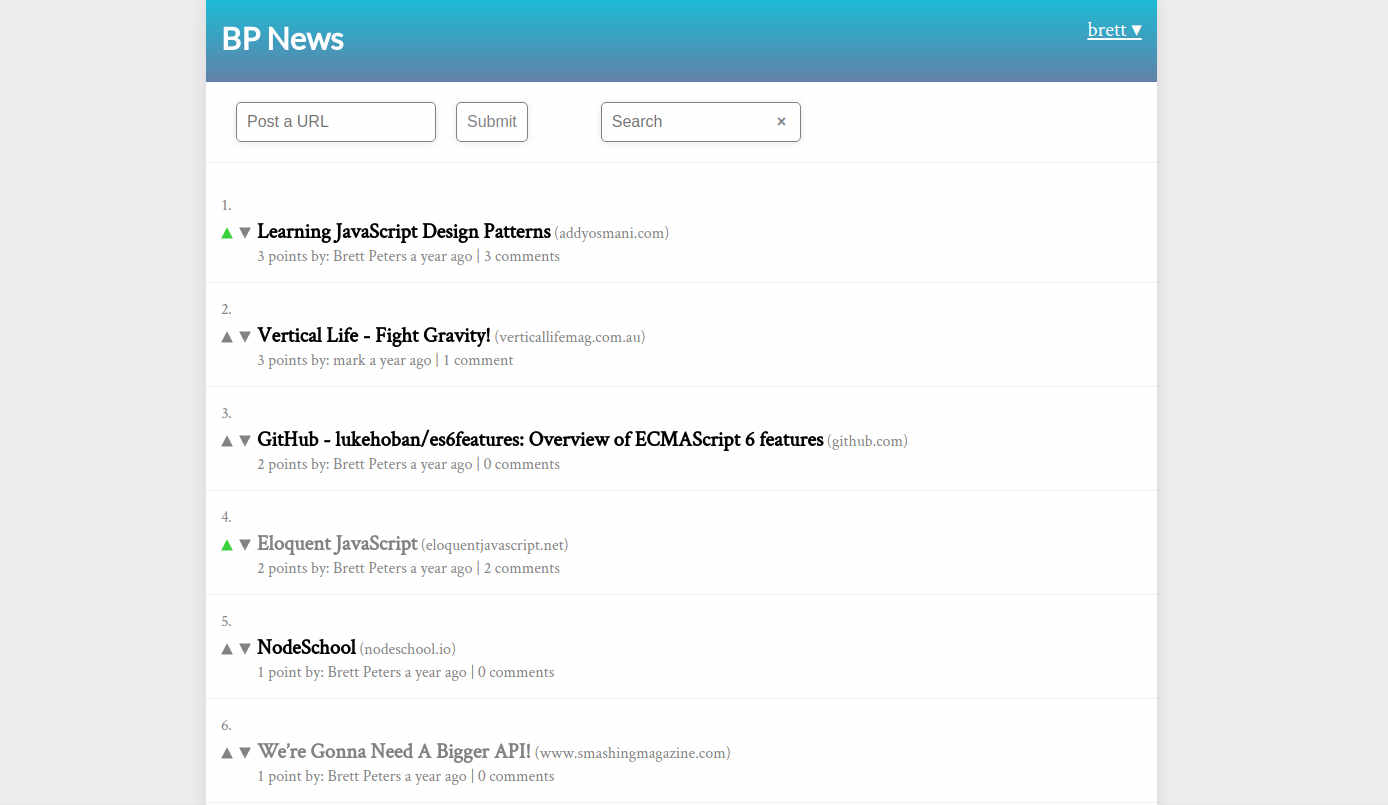 BP News
brett ▼
Post a URL
Submit
Search
×
1.
▲ ▼ Learning JavaScript Design Patterns (addyosmani.com)
3 points by: Brett Peters a year ago | 3 comments
2.
▲ ▼ Vertical Life - Fight Gravity! (verticallifemag.com.au)
3 points by: mark a year ago | 1 comment
3.
▲ ▼ GitHub - lukehoban/es6features: Overview of ECMAScript 6 features (github.com)
2 points by: Brett Peters a year ago | 0 comments
4.
▲ ▼ Eloquent JavaScript (eloquentjavascript.net)
2 points by: Brett Peters a year ago | 2 comments
5.
▲ ▼ NodeSchool (nodeschool.io)
1 point by: Brett Peters a year ago | 0 comments
6.
▲ ▼ We’re Gonna Need A Bigger API! (www.smashingmagazine.com)
1 point by: Brett Peters a year ago | 0 comments